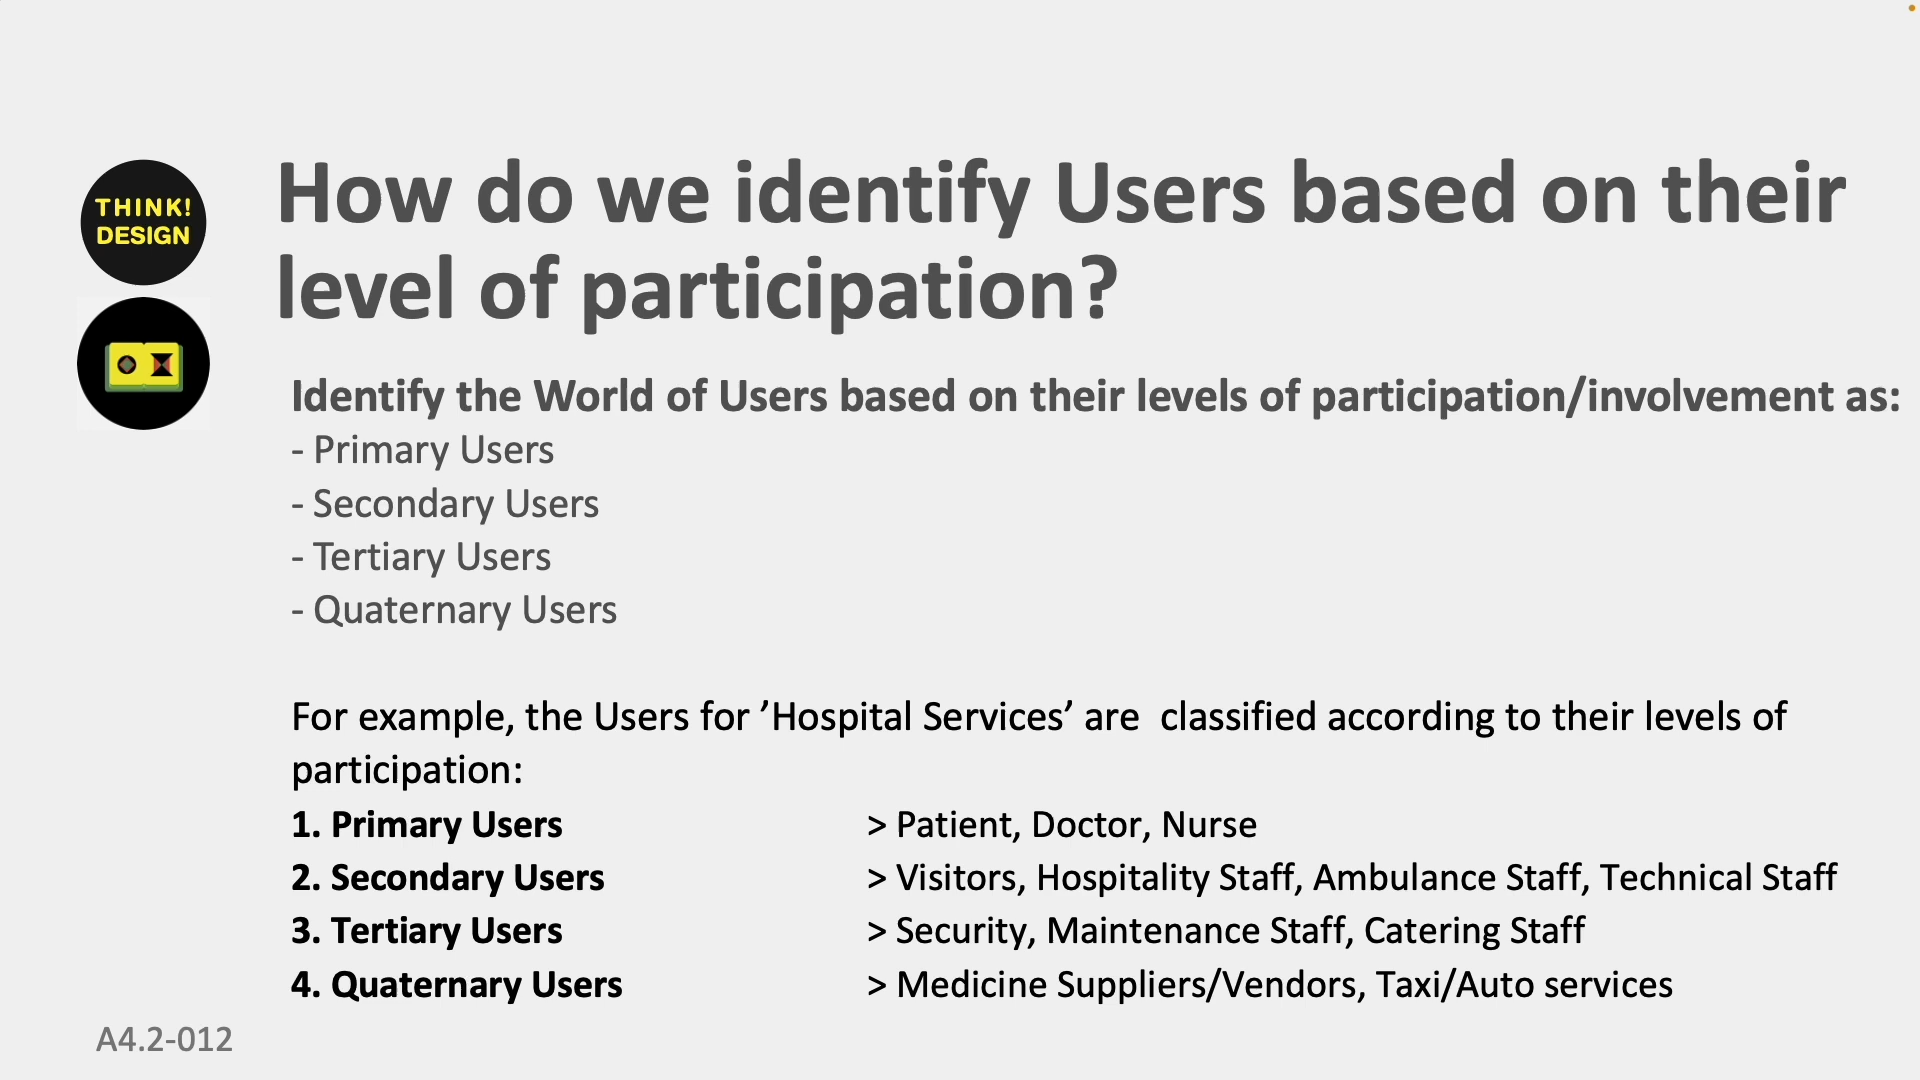 THINK!
DESIGN
How do we identify Users based on their
level of participation?
Identify the World of Users based on their levels of participation/involvement as:
- Primary Users
- Secondary Users
- Tertiary Users
- Quaternary Users
For example, the Users for ’Hospital Services’ are  classified according to their levels of
participation:
1. Primary Users > Patient, Doctor, Nurse
2. Secondary Users > Visitors, Hospitality Staff, Ambulance Staff, Technical Staff
3. Tertiary Users > Security, Maintenance Staff, Catering Staff
4. Quaternary Users > Medicine Suppliers/Vendors, Taxi/Auto services
A4.2-012